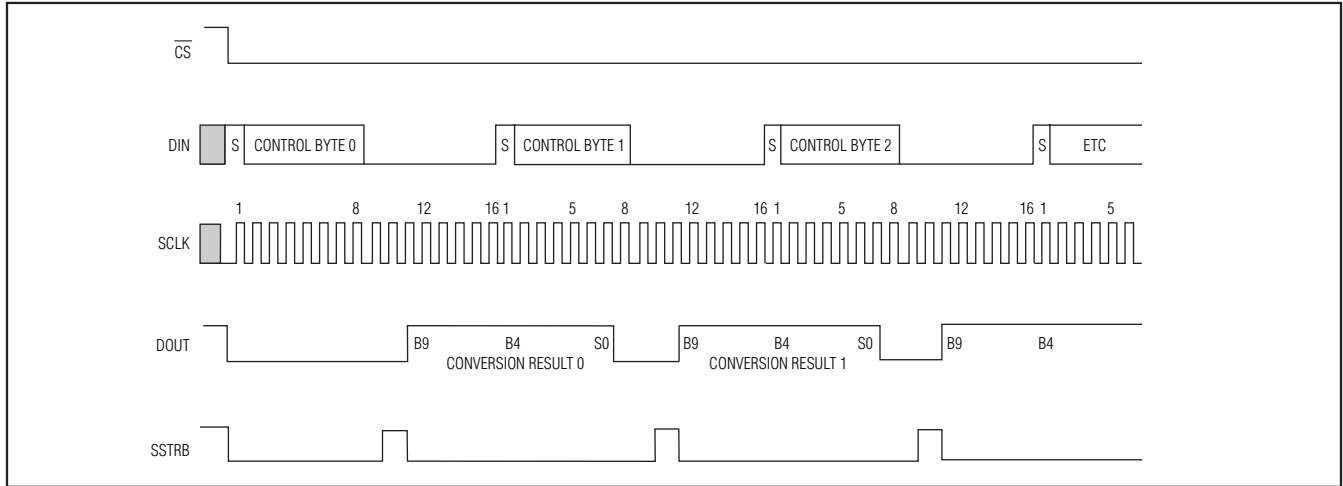 CS
DIN S CONTROL BYTE 0 S CONTROL BYTE 1 S CONTROL BYTE 2 S ETC
1 8 12 16 1 5 8 12 16 1 5 8 12 16 1 5
SCLK
DOUT B9 B4 S0 B9 B4 S0 B9 B4
CONVERSION RESULT 0 CONVERSION RESULT 1
SSTRB